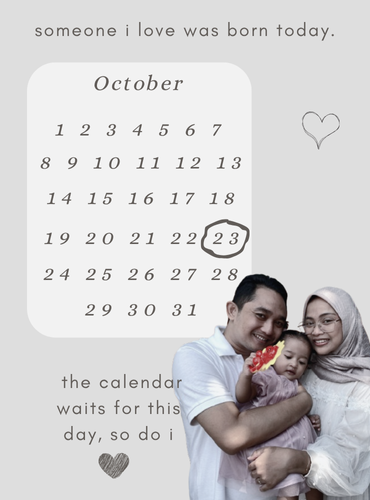 someone i love was born today.
October
1 2 3 4 5 6 7
8 9 10 11 12 13
14 15 16 17 18
19 20 21 22 23
24 25 26 27 28
29 30 31
the calendar
waits for this
day, so do i